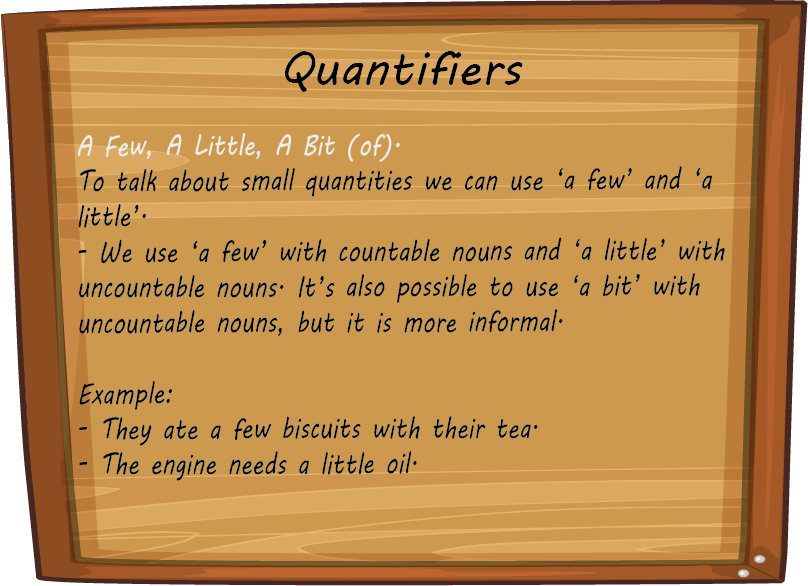 Quantifiers
A Few, A Little, A Bit (of).
To talk about small quantities we can use ‘a few’ and ‘a
little’.
- We use ‘a few’ with countable nouns and ‘a little’ with
uncountable nouns. It’s also possible to use ‘a bit’ with
uncountable nouns, but it is more informal.
Example:
- They ate a few biscuits with their tea.
- The engine needs a little oil.